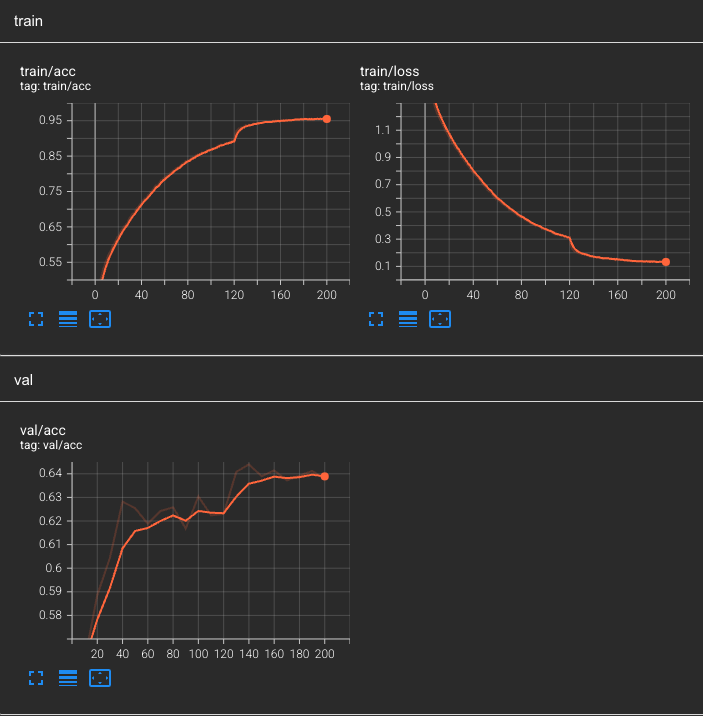 train
train/acc
tag: train/acc
0.95
0.85
0.75
0.65
0.55
0 40 80 120 160 200
train/loss
tag: train/loss
1.1
0.9
0.7
0.5
0.3
0.1
0 40 80 120 160 200
val
val/acc
tag: val/acc
0.64
0.63
0.62
0.61
0.6
0.59
0.58
20 40 60 80 100 120 140 160 180 200